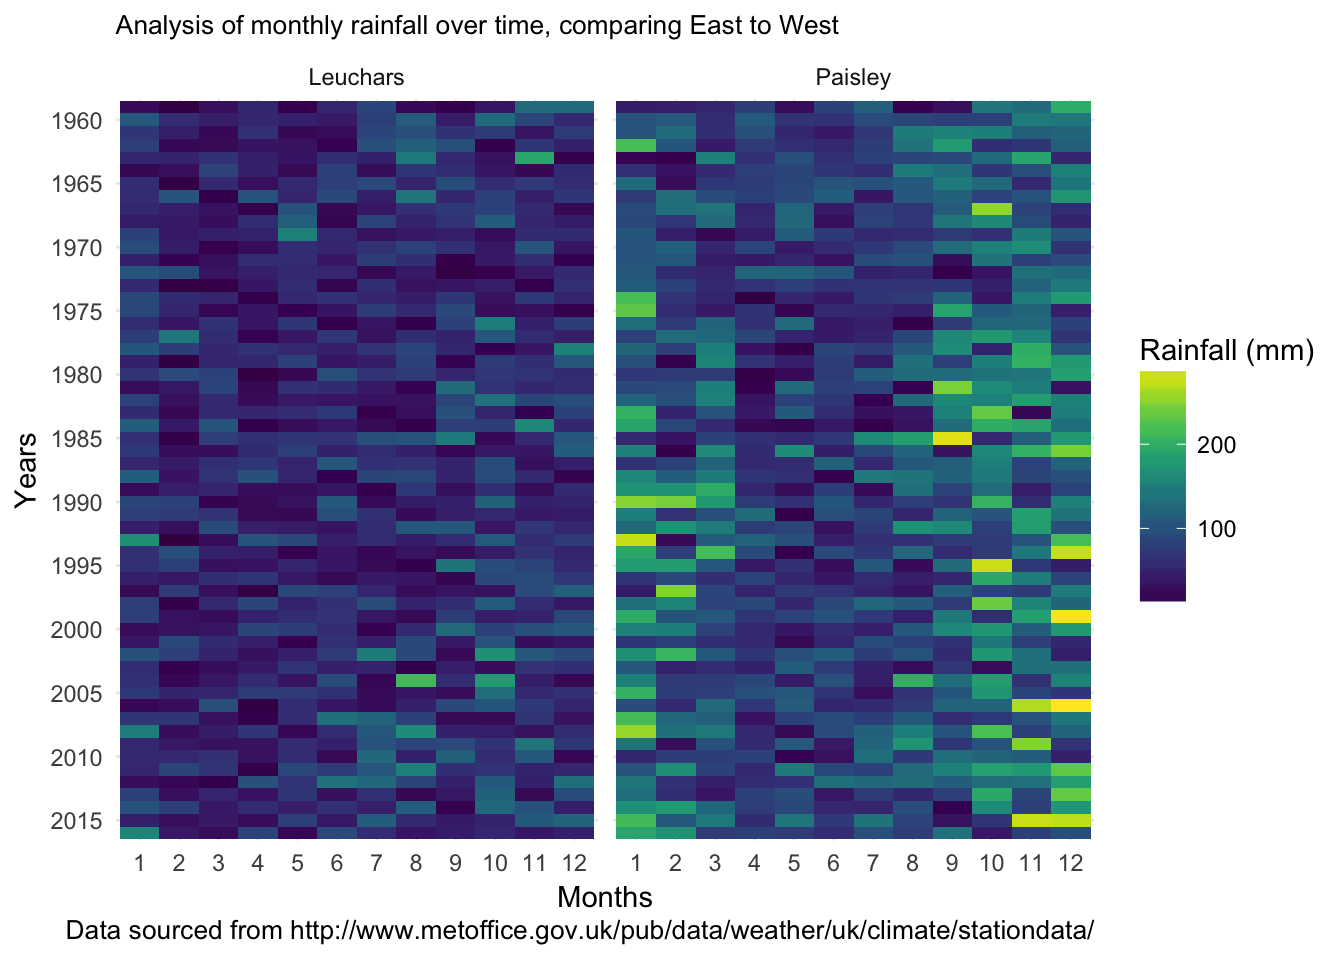 Analysis of monthly rainfall over time, comparing East to West
Leuchars
Paisley
1960
1965
1970
1975
1980
1985
1990
1995
2000
2005
2010
2015
Years
1 2 3 4 5 6 7 8 9 10 11 12
1 2 3 4 5 6 7 8 9 10 11 12
Months
Rainfall (mm)
200
100
Data sourced from http://www.metoffice.gov.uk/pub/data/weather/uk/climate/stationdata/